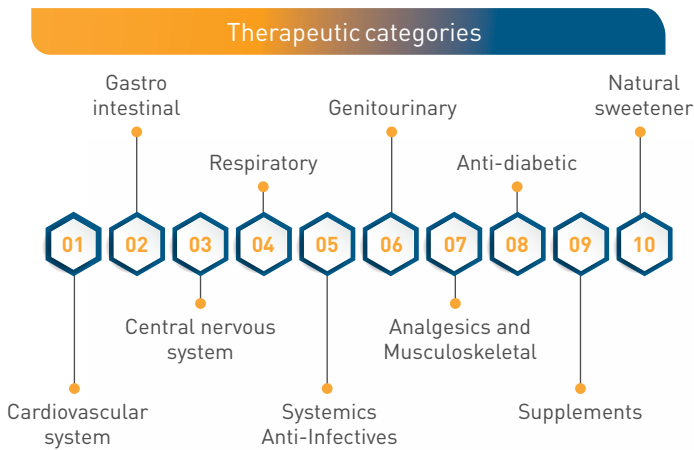 Therapeutic categories
Gastro
intestinal
Genitourinary
Natural
sweetener
Respiratory
Anti-diabetic
01
02
03
04
05
06
07
08
09
10
Central nervous
system
Analgesics and
Musculoskeletal
Cardiovascular
system
Systemics
Anti-Infectives
Supplements